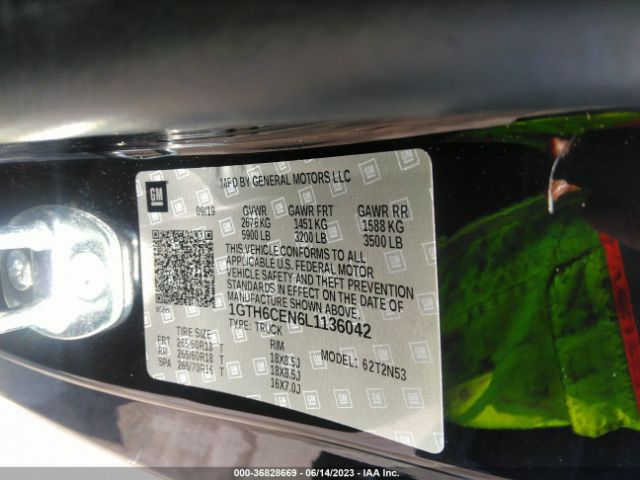 GM
MFD BY GENERAL MOTORS LLC
09/19 GVWR GAWR FRT GAWR RR
2676 KG 1451 KG 1588 KG
5900 LB 3200 LB 3500 LB
THIS VEHICLE CONFORMS TO ALL
APPLICABLE U.S. FEDERAL MOTOR
VEHICLE SAFETY AND THEFT PREVENTION
STANDARDS IN EFFECT ON THE DATE OF
MANUFACTURE SHOWN ABOVE.
1GTH6CEN6L1136042
TYPE: TRUCK MODEL: 62T2N53
TIRE SIZE RIM
FRT 265/60R18 T 18X8.5J
RR 265/60R18 T 18X8.5J
SPA 265/70R16 T 16X7.0J
000-36828669 - 06/14/2023 - IAA Inc.